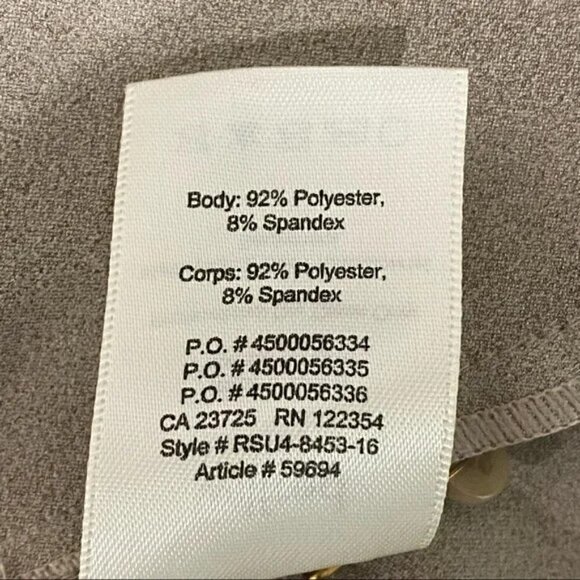 Body: 92% Polyester,
8% Spandex
Corps: 92% Polyester,
8% Spandex
P.O. # 4500056334
P.O. # 4500056335
P.O. # 4500056336
CA 23725 RN 122354
Style # RSU4-8453-16
Article # 59694